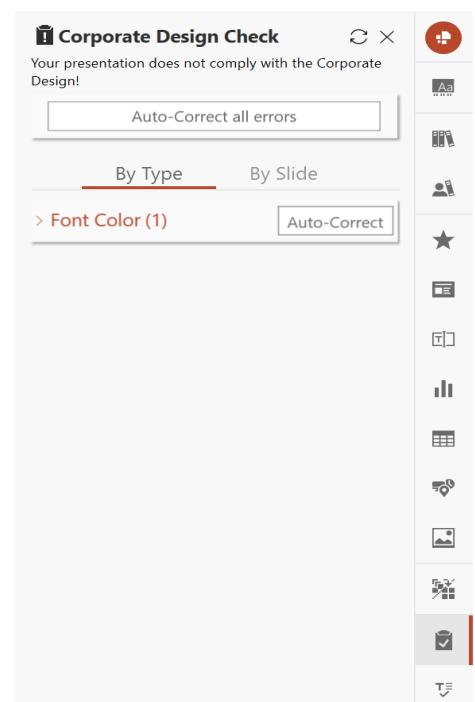 Corporate Design Check
Your presentation does not comply with the Corporate
Design!
Auto-Correct all errors
By Type By Slide
Font Color (1) Auto-Correct
Aa
T
T